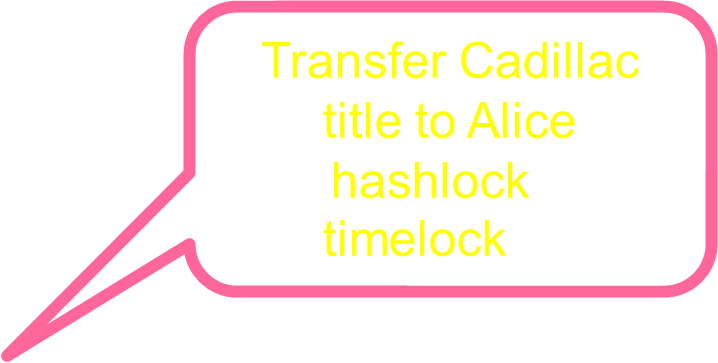 Transfer Cadillac
title to Alice
hashlock
timelock